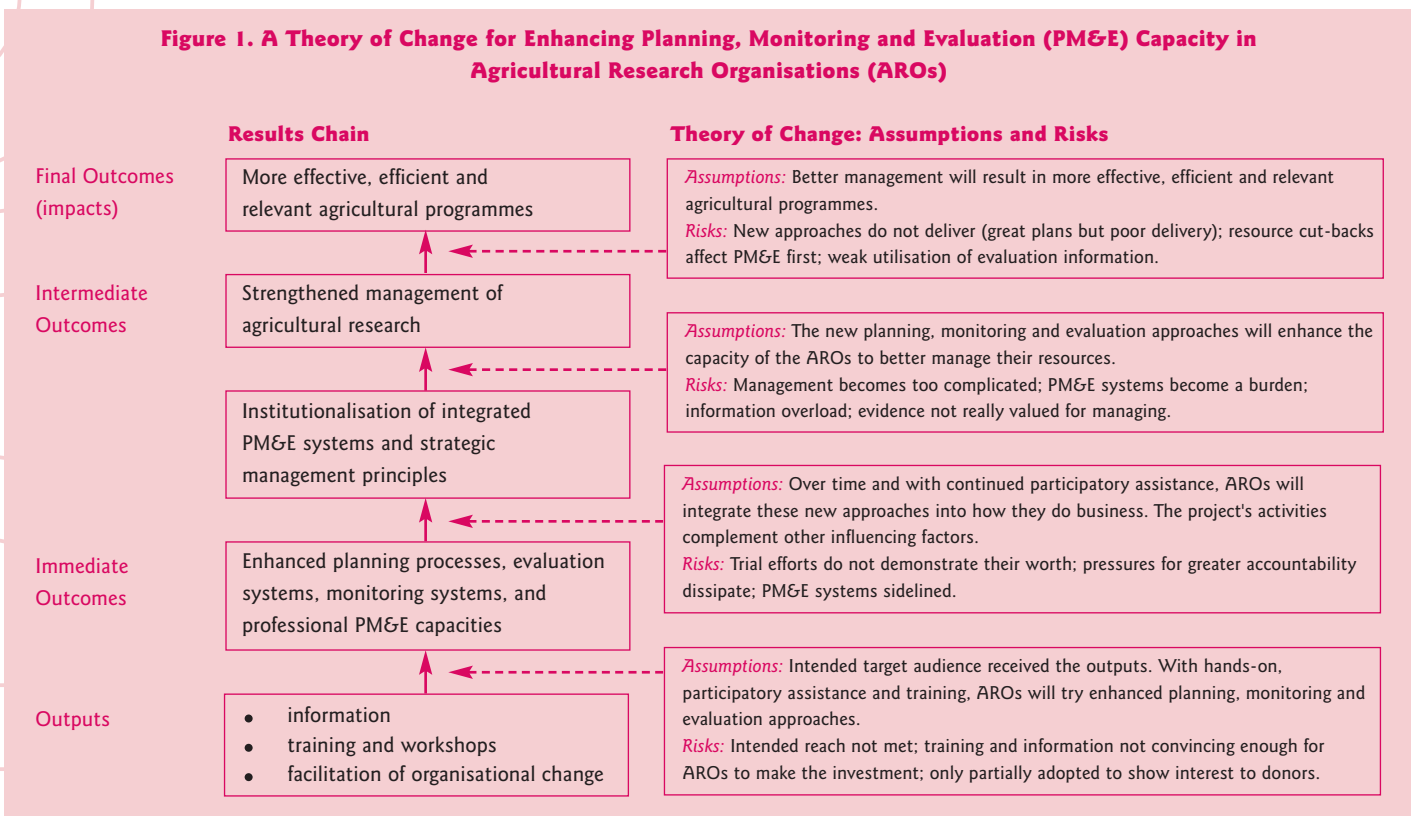 Figure 1. A Theory of Change for Enhancing Planning, Monitoring and Evaluation (PM&E) Capacity in
Agricultural Research Organisations (AROs)
Results Chain
Theory of Change: Assumptions and Risks
Final Outcomes
(impacts)
More effective, efficient and
relevant agricultural programmes
Assumptions: Better management will result in more effective, efficient and relevant
agricultural programmes.
Risks: New approaches do not deliver (great plans but poor delivery); resource cut-backs
affect PM&E first; weak utilisation of evaluation information.
Intermediate
Outcomes
Strengthened management of
agricultural research
Assumptions: The new planning, monitoring and evaluation approaches will enhance the
capacity of the AROs to better manage their resources.
Risks: Management becomes too complicated; PM&E systems become a burden;
information overload; evidence not really valued for managing.
Institutionalisation of integrated
PM&E systems and strategic
management principles
Assumptions: Over time and with continued participatory assistance, AROs will
integrate these new approaches into how they do business. The project's activities
complement other influencing factors.
Risks: Trial efforts do not demonstrate their worth; pressures for greater accountability
dissipate; PM&E systems sidelined.
Immediate
Outcomes
Enhanced planning processes, evaluation
systems, monitoring systems, and
professional PM&E capacities
Assumptions: Intended target audience received the outputs. With hands-on,
participatory assistance and training, AROs will try enhanced planning, monitoring and
evaluation approaches.
Risks: Intended reach not met; training and information not convincing enough for
AROs to make the investment; only partially adopted to show interest to donors.
Outputs
• information
• training and workshops
• facilitation of organisational change